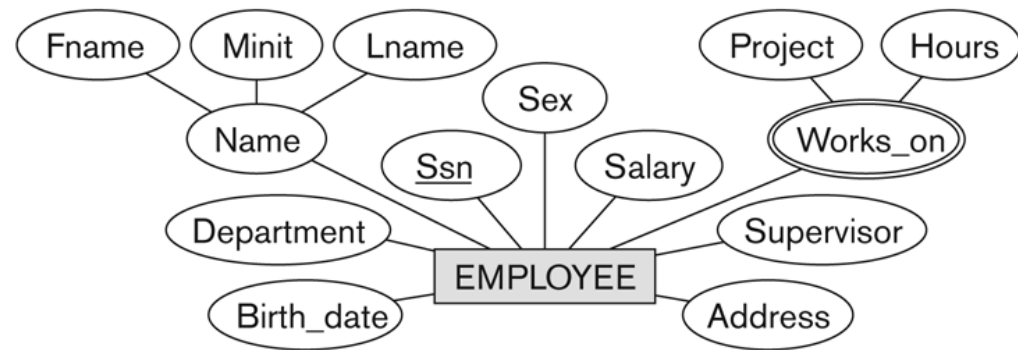 Fname
Minit
Lname
Project
Hours
Name
Sex
Works_on
Ssn
Salary
Department
Supervisor
EMPLOYEE
Birth_date
Address